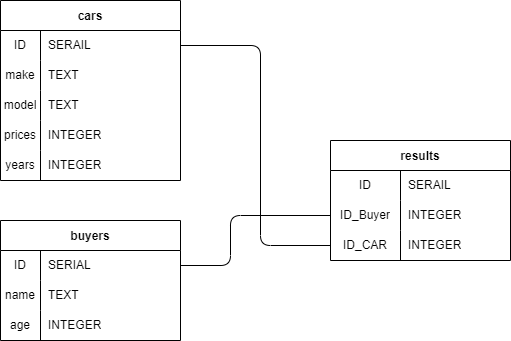 cars
ID SERAIL
make TEXT
model TEXT
prices INTEGER
years INTEGER
results
ID SERAIL
ID_Buyer INTEGER
ID_CAR INTEGER
buyers
ID SERIAL
name TEXT
age INTEGER